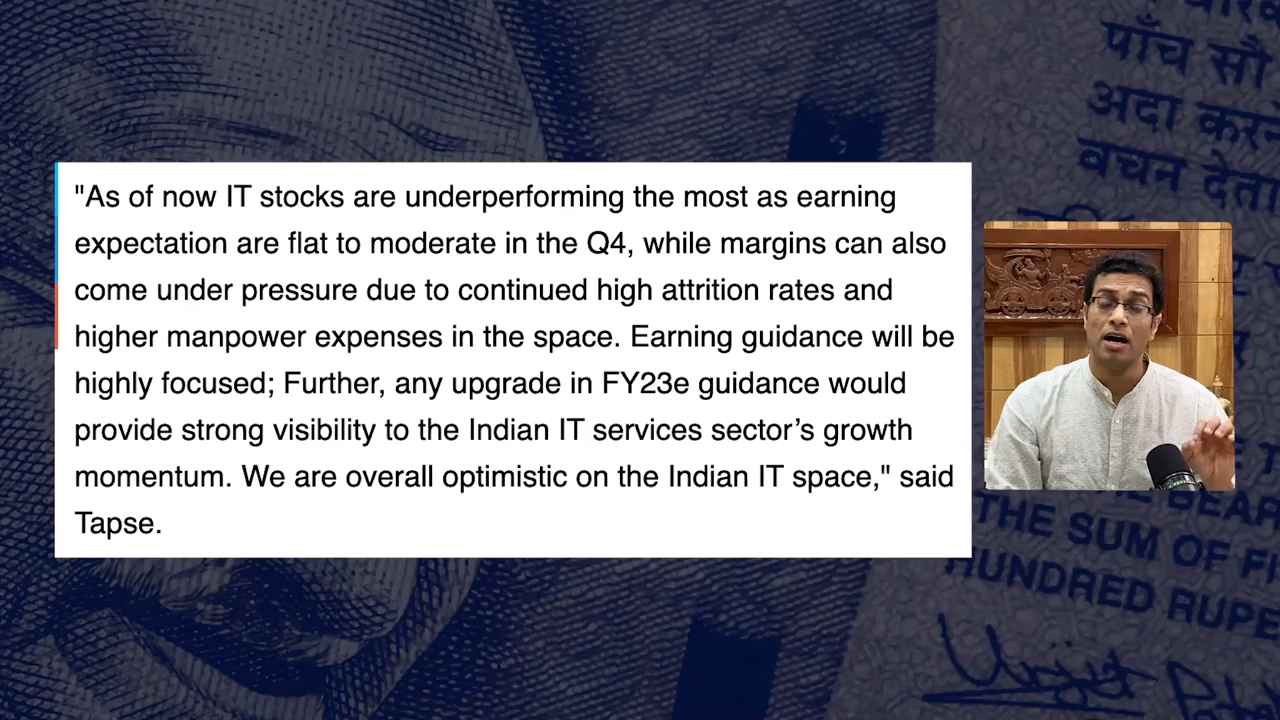 "As of now IT stocks are underperforming the most as earning
expectation are flat to moderate in the Q4, while margins can also
come under pressure due to continued high attrition rates and
higher manpower expenses in the space. Earning guidance will be
highly focused; Further, any upgrade in FY23e guidance would
provide strong visibility to the Indian IT services sector’s growth
momentum. We are overall optimistic on the Indian IT space," said
Tapse.
पाँच सौ
अदा करने
वचन देता
THE SUM OF
HUNDRED
Urjit